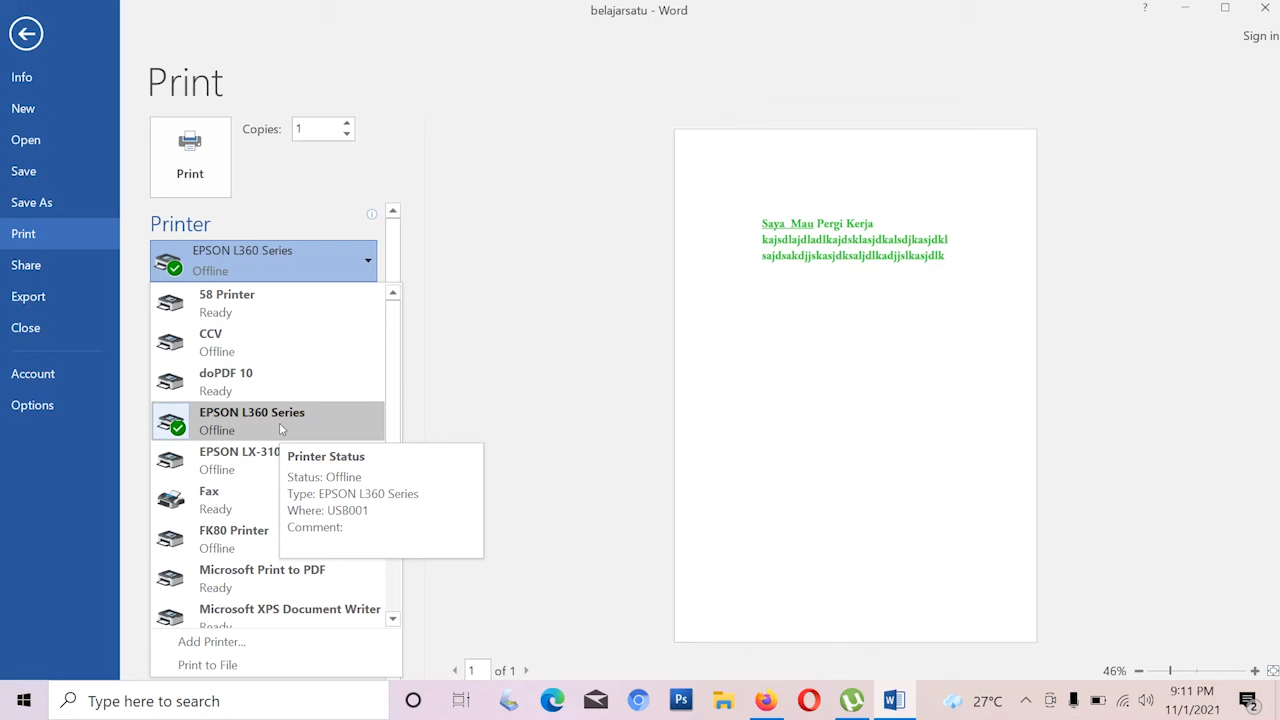 belajarsatu - Word
?
Sign in
Info
New
Open
Save
Save As
Print
Share
Export
Close
Account
Options
Print
Print
Copies:
1
Printer
EPSON L360 Series
Offline
58 Printer
Ready
CCV
Offline
doPDF 10
Ready
EPSON L360 Series
Offline
EPSON LX-310
Offline
Fax
Ready
FK80 Printer
Offline
Microsoft Print to PDF
Ready
Microsoft XPS Document Writer
Ready
Add Printer...
Print to File
Printer Status
Status: Offline
Type: EPSON L360 Series
Where: USB001
Comment:
Saya Mau Pergi Kerja
kajsdlajdladlkajdsklasjdkalsdjkasjdkl
sajdsakdjjskasjdksaljdlkadjjslkasjdlk
1 of 1
46%
Type here to search
Ps
27°C
9:11 PM
11/1/2021
2